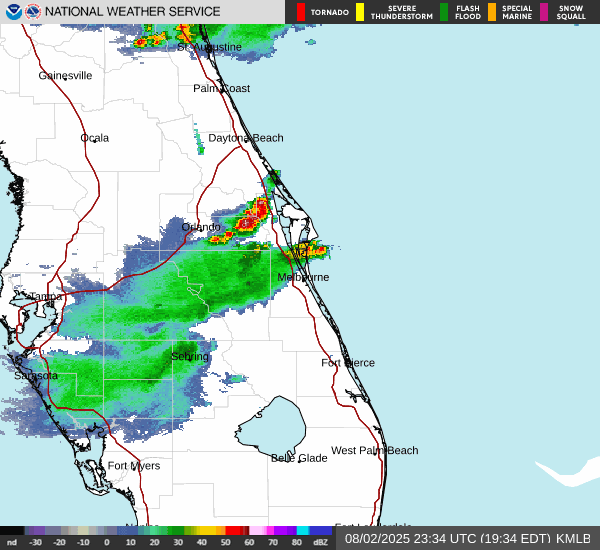 NATIONAL WEATHER SERVICE
TORNADO
SEVERE
THUNDERSTORM
FLASH
FLOOD
SPECIAL
MARINE
SNOW
SQUALL
St. Augustine
Gainesville
Palm Coast
Ocala
Daytona Beach
Orlando
Melbourne
Tampa
Sebring
Fort Pierce
Sarasota
West Palm Beach
Belle Glade
Fort Myers
nd -30 -20 -10 0 10 20 30 40 50 60 70 80 dBZ
08/02/2025 23:34 UTC (19:34 EDT) KMLB